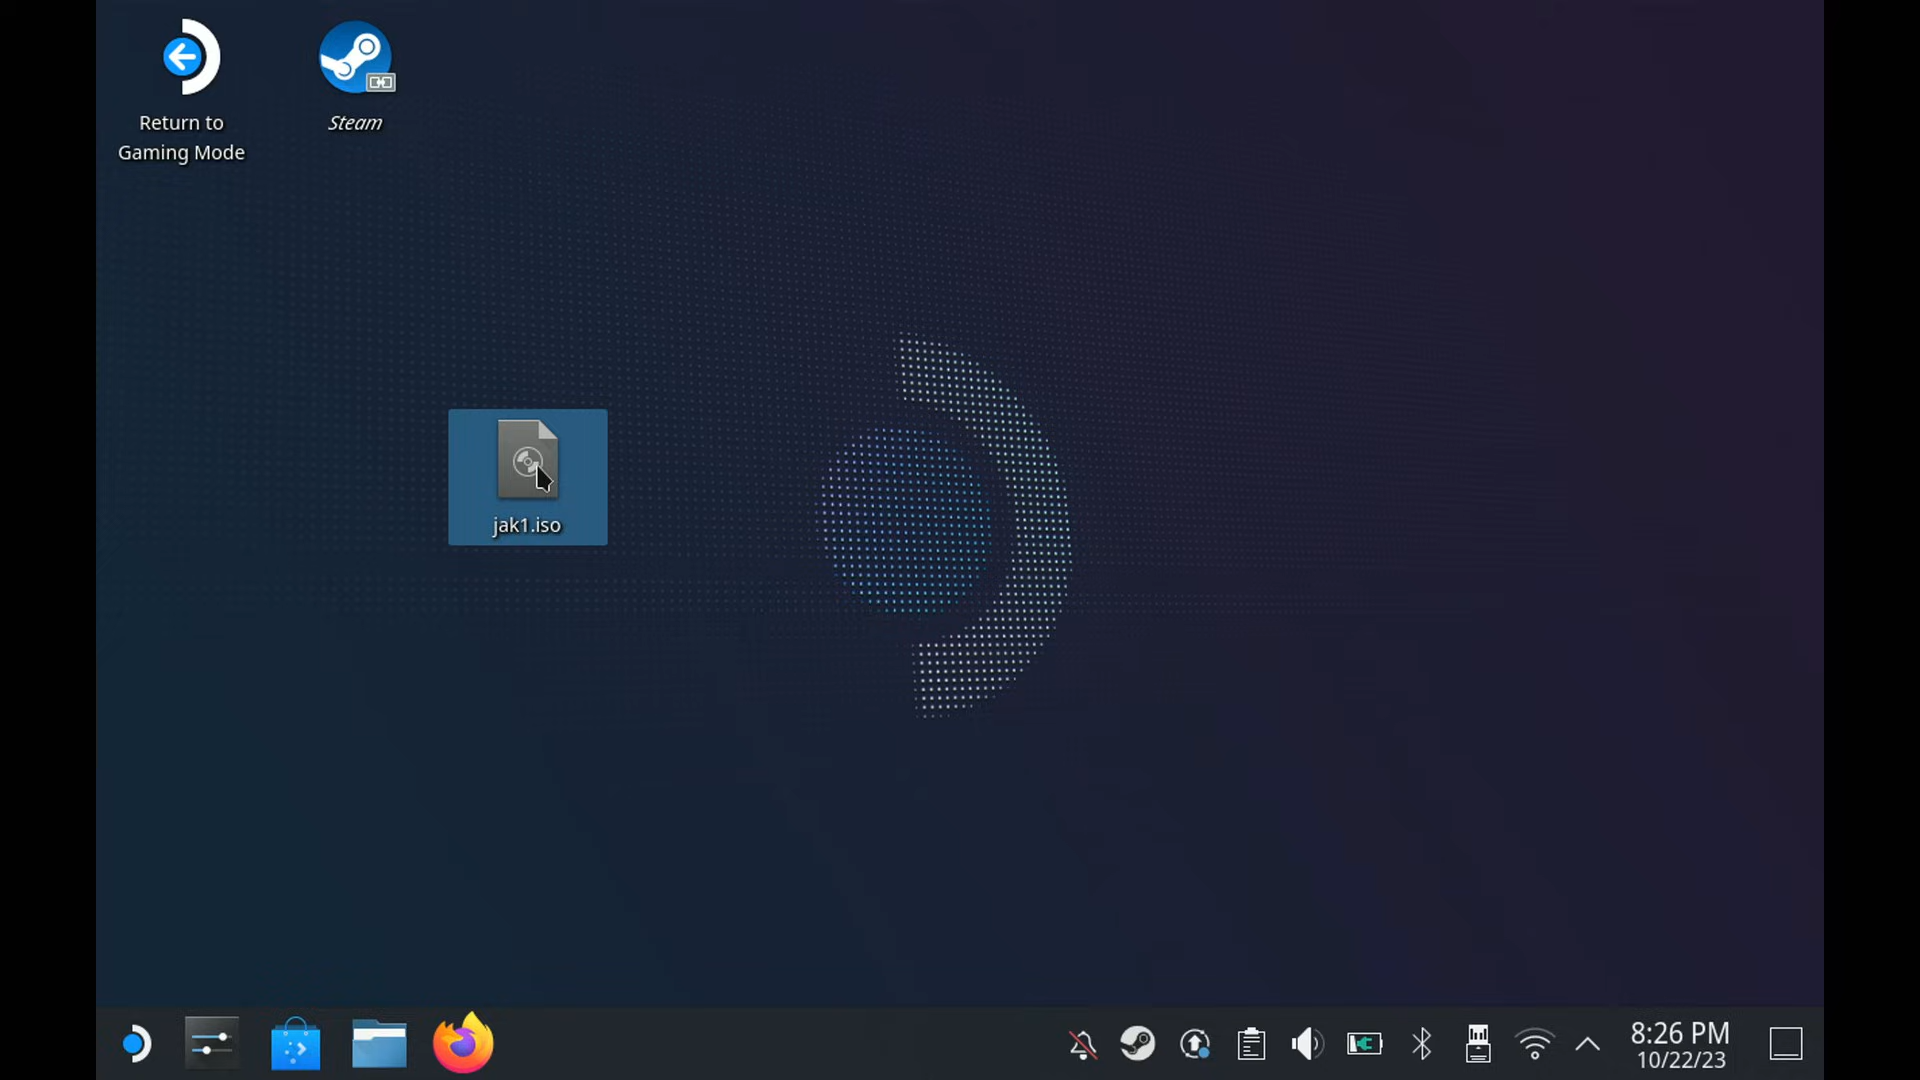 Return to
Gaming Mode
Steam
jak1.iso
8:26 PM
10/22/23